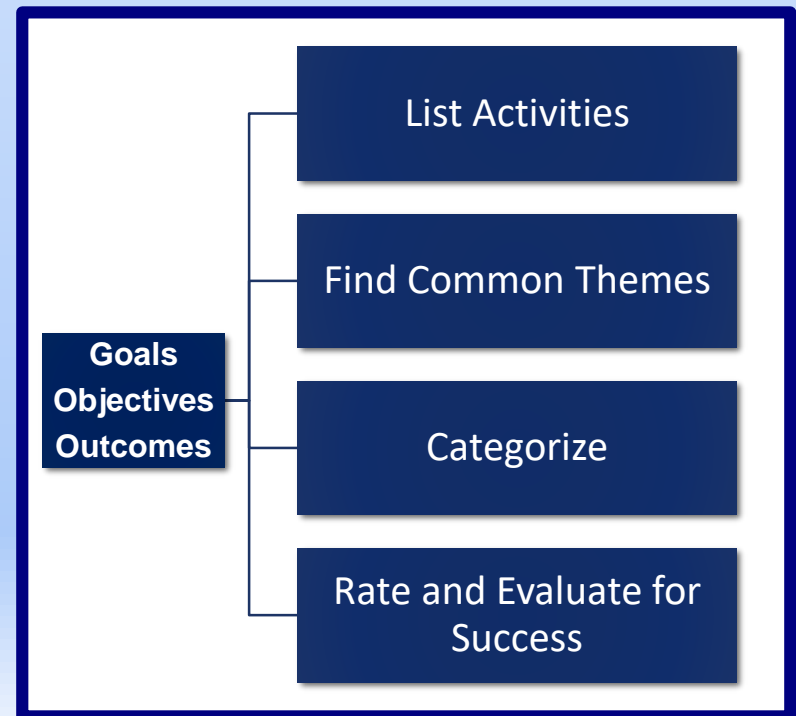 List Activities
Find Common Themes
Goals
Objectives
Outcomes
Categorize
Rate and Evaluate for
Success